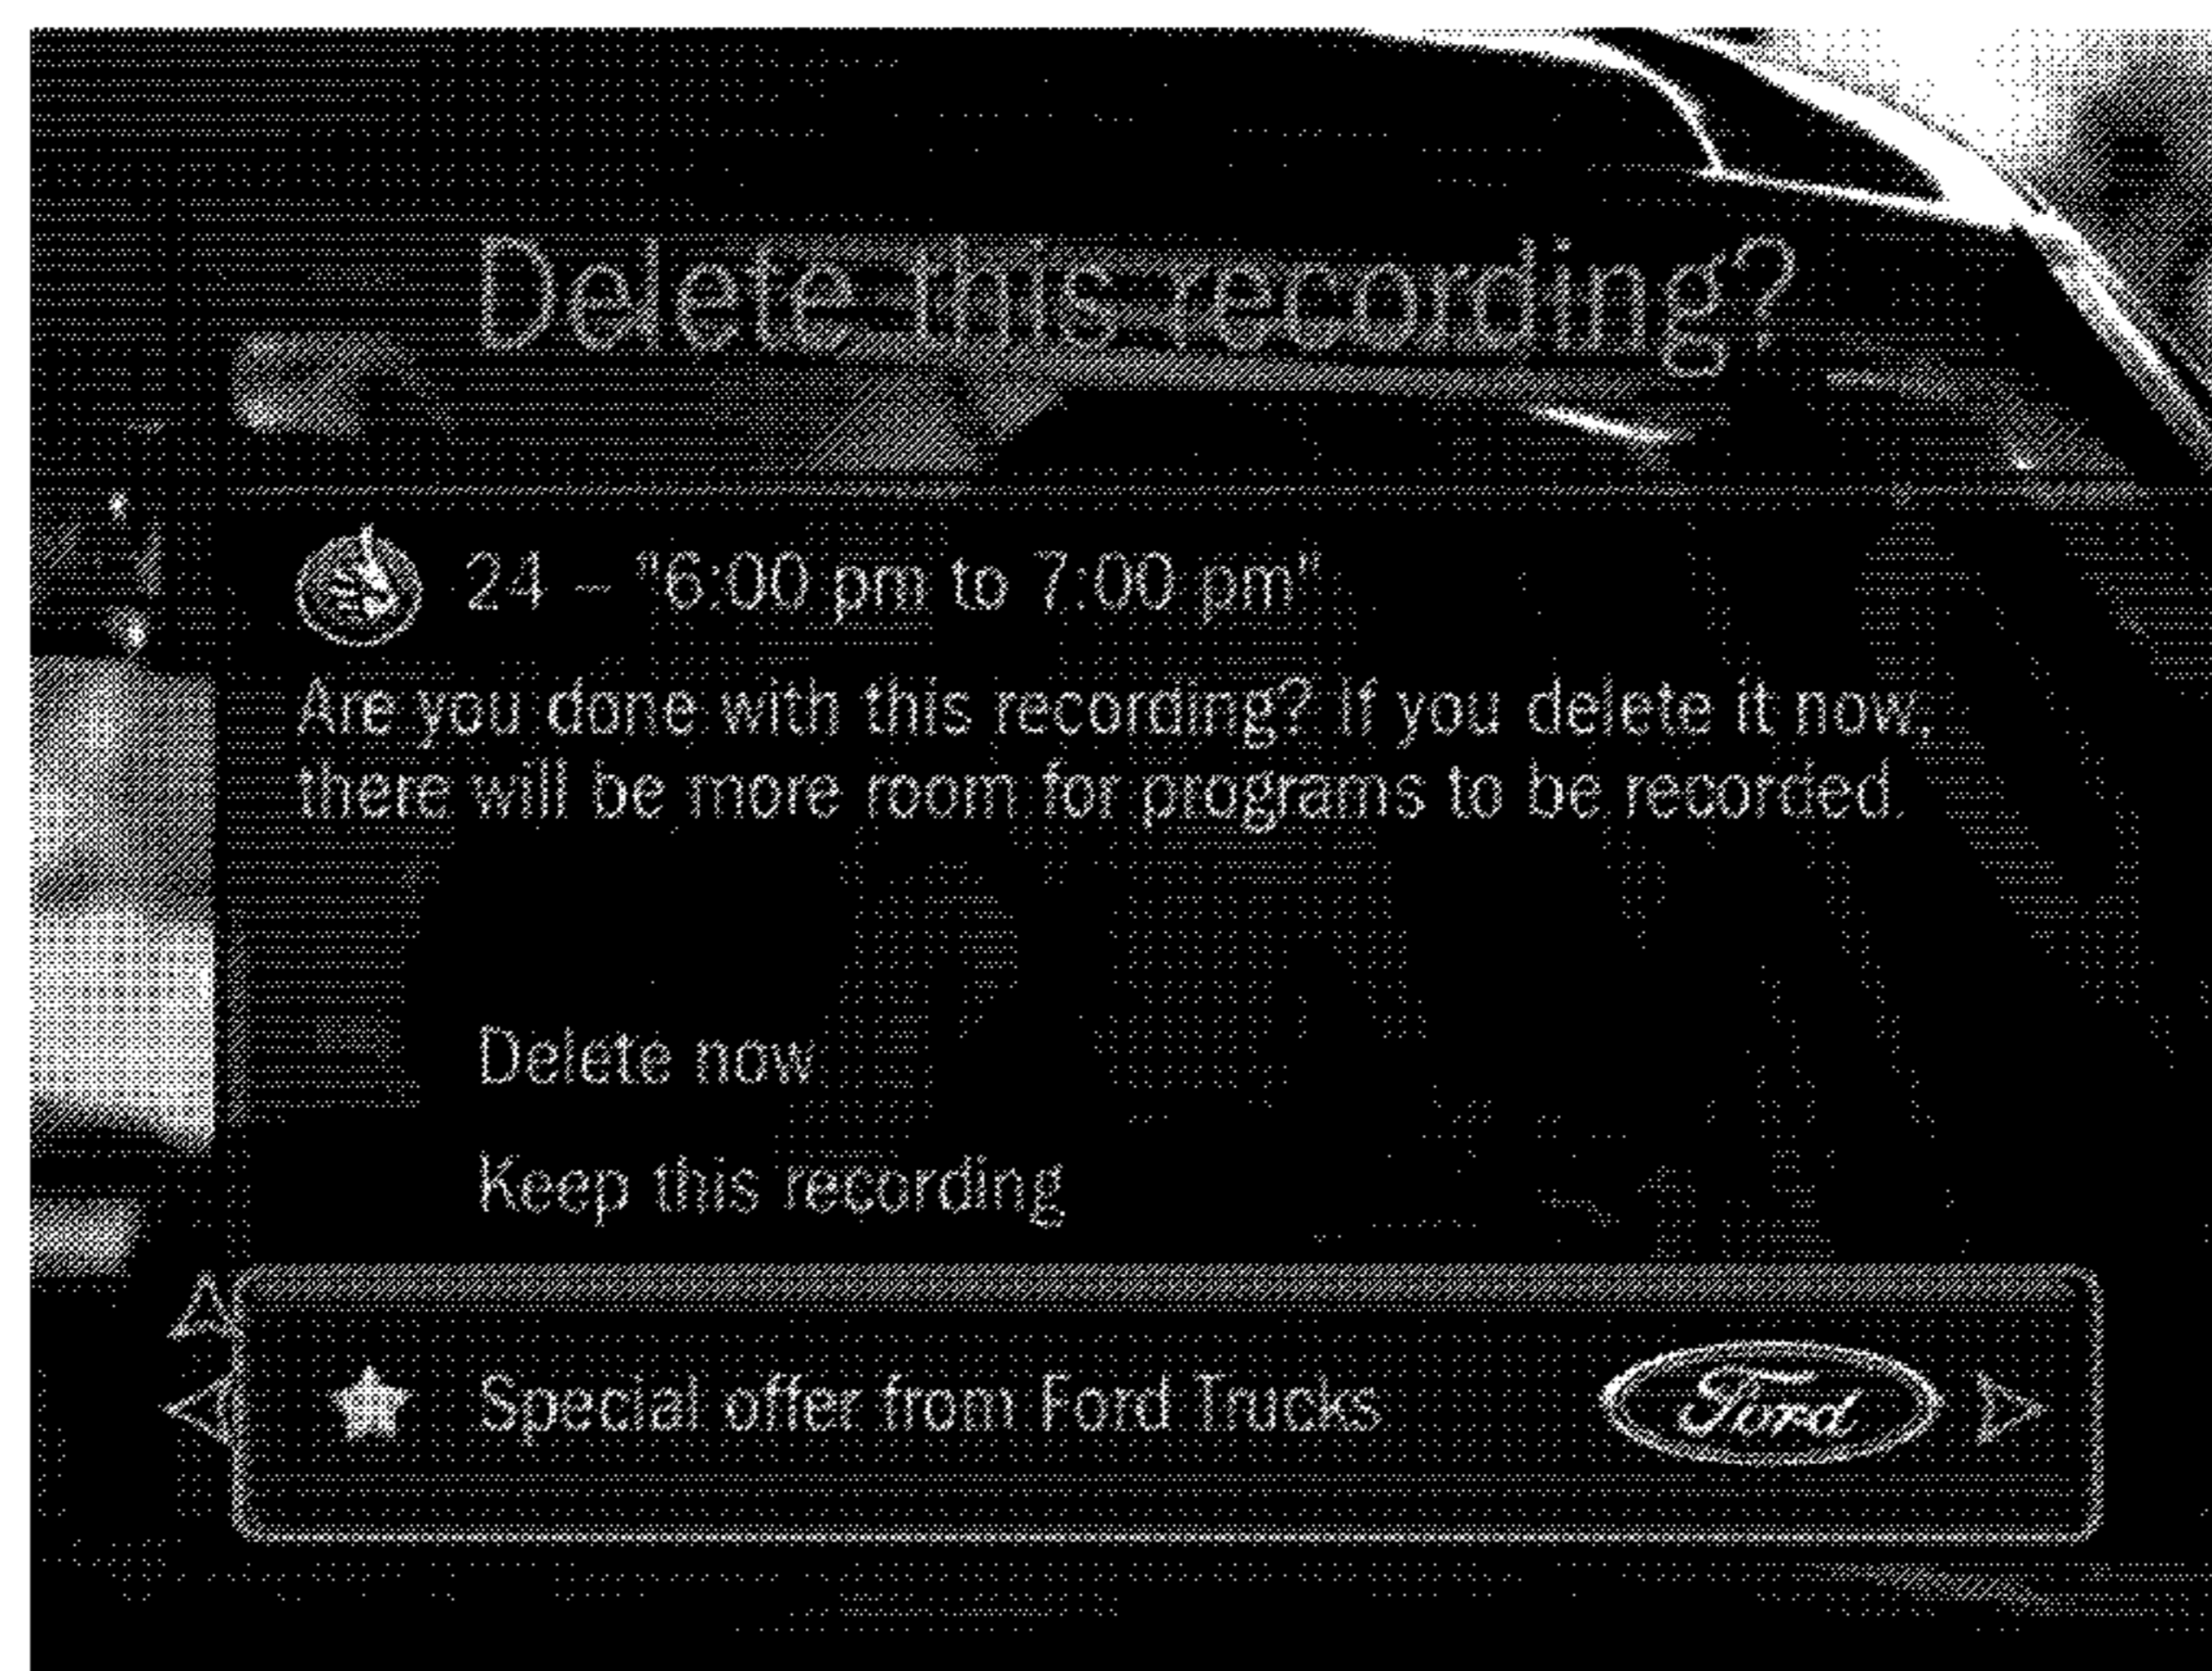 Delete this recording?
24 – "6:00 pm to 7:00 pm"
Are you done with this recording? If you delete it now,
there will be more room for programs to be recorded.
Delete now
Keep this recording
Special offer from Ford Trucks
Ford